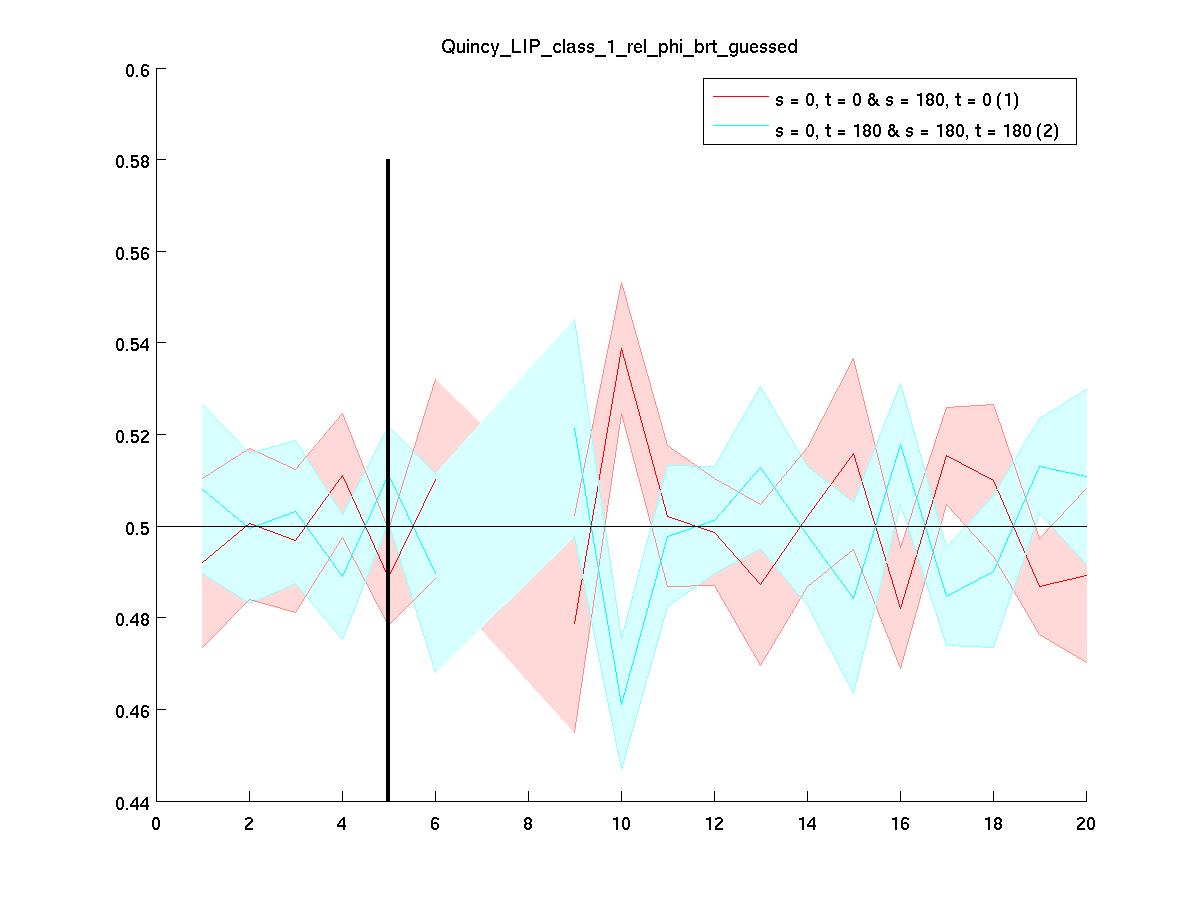 Quincy_LIP_class_1_rel_phi_brt_guessed
s = 0, t = 0 & s = 180, t = 0 (1)
s = 0, t = 180 & s = 180, t = 180 (2)
0.6
0.58
0.56
0.54
0.52
0.5
0.48
0.46
0.44
0 2 4 6 8 10 12 14 16 18 20